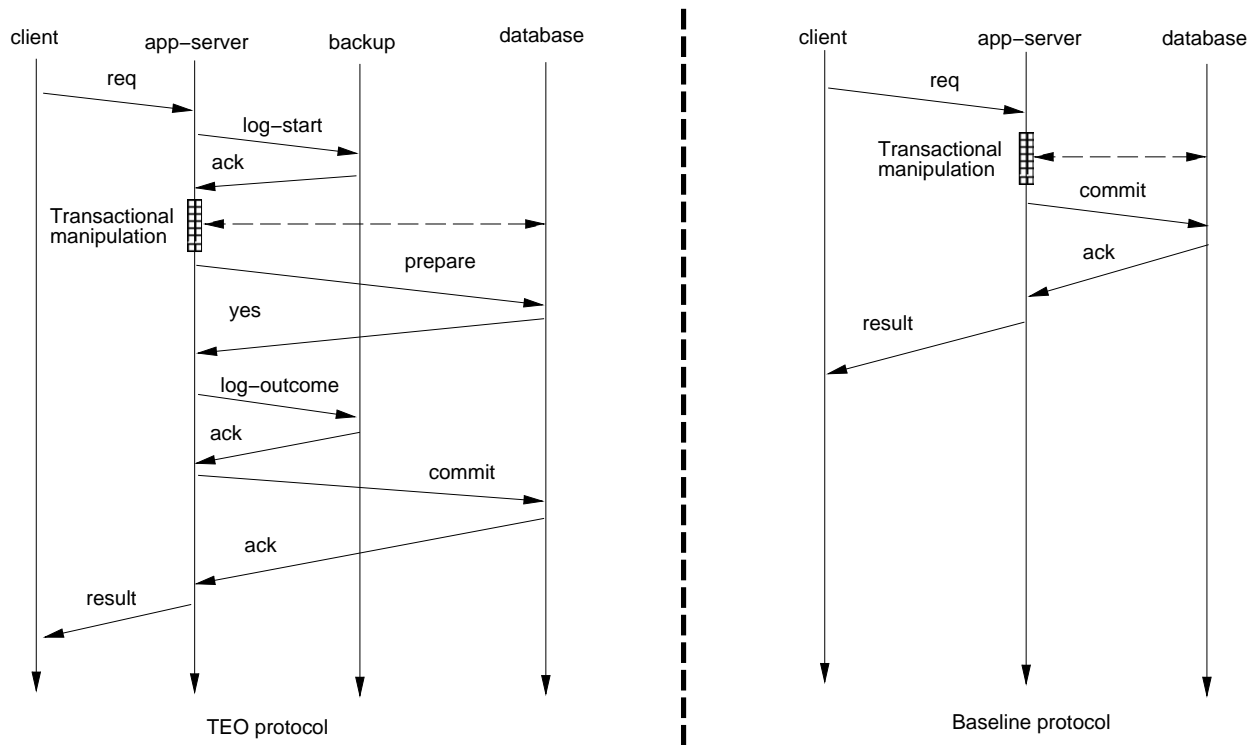 client
app–server
backup
database
req
log–start
ack
Transactional
manipulation
prepare
yes
log–outcome
ack
commit
ack
result
TEO protocol
client
app–server
database
req
Transactional
manipulation
commit
ack
result
Baseline protocol